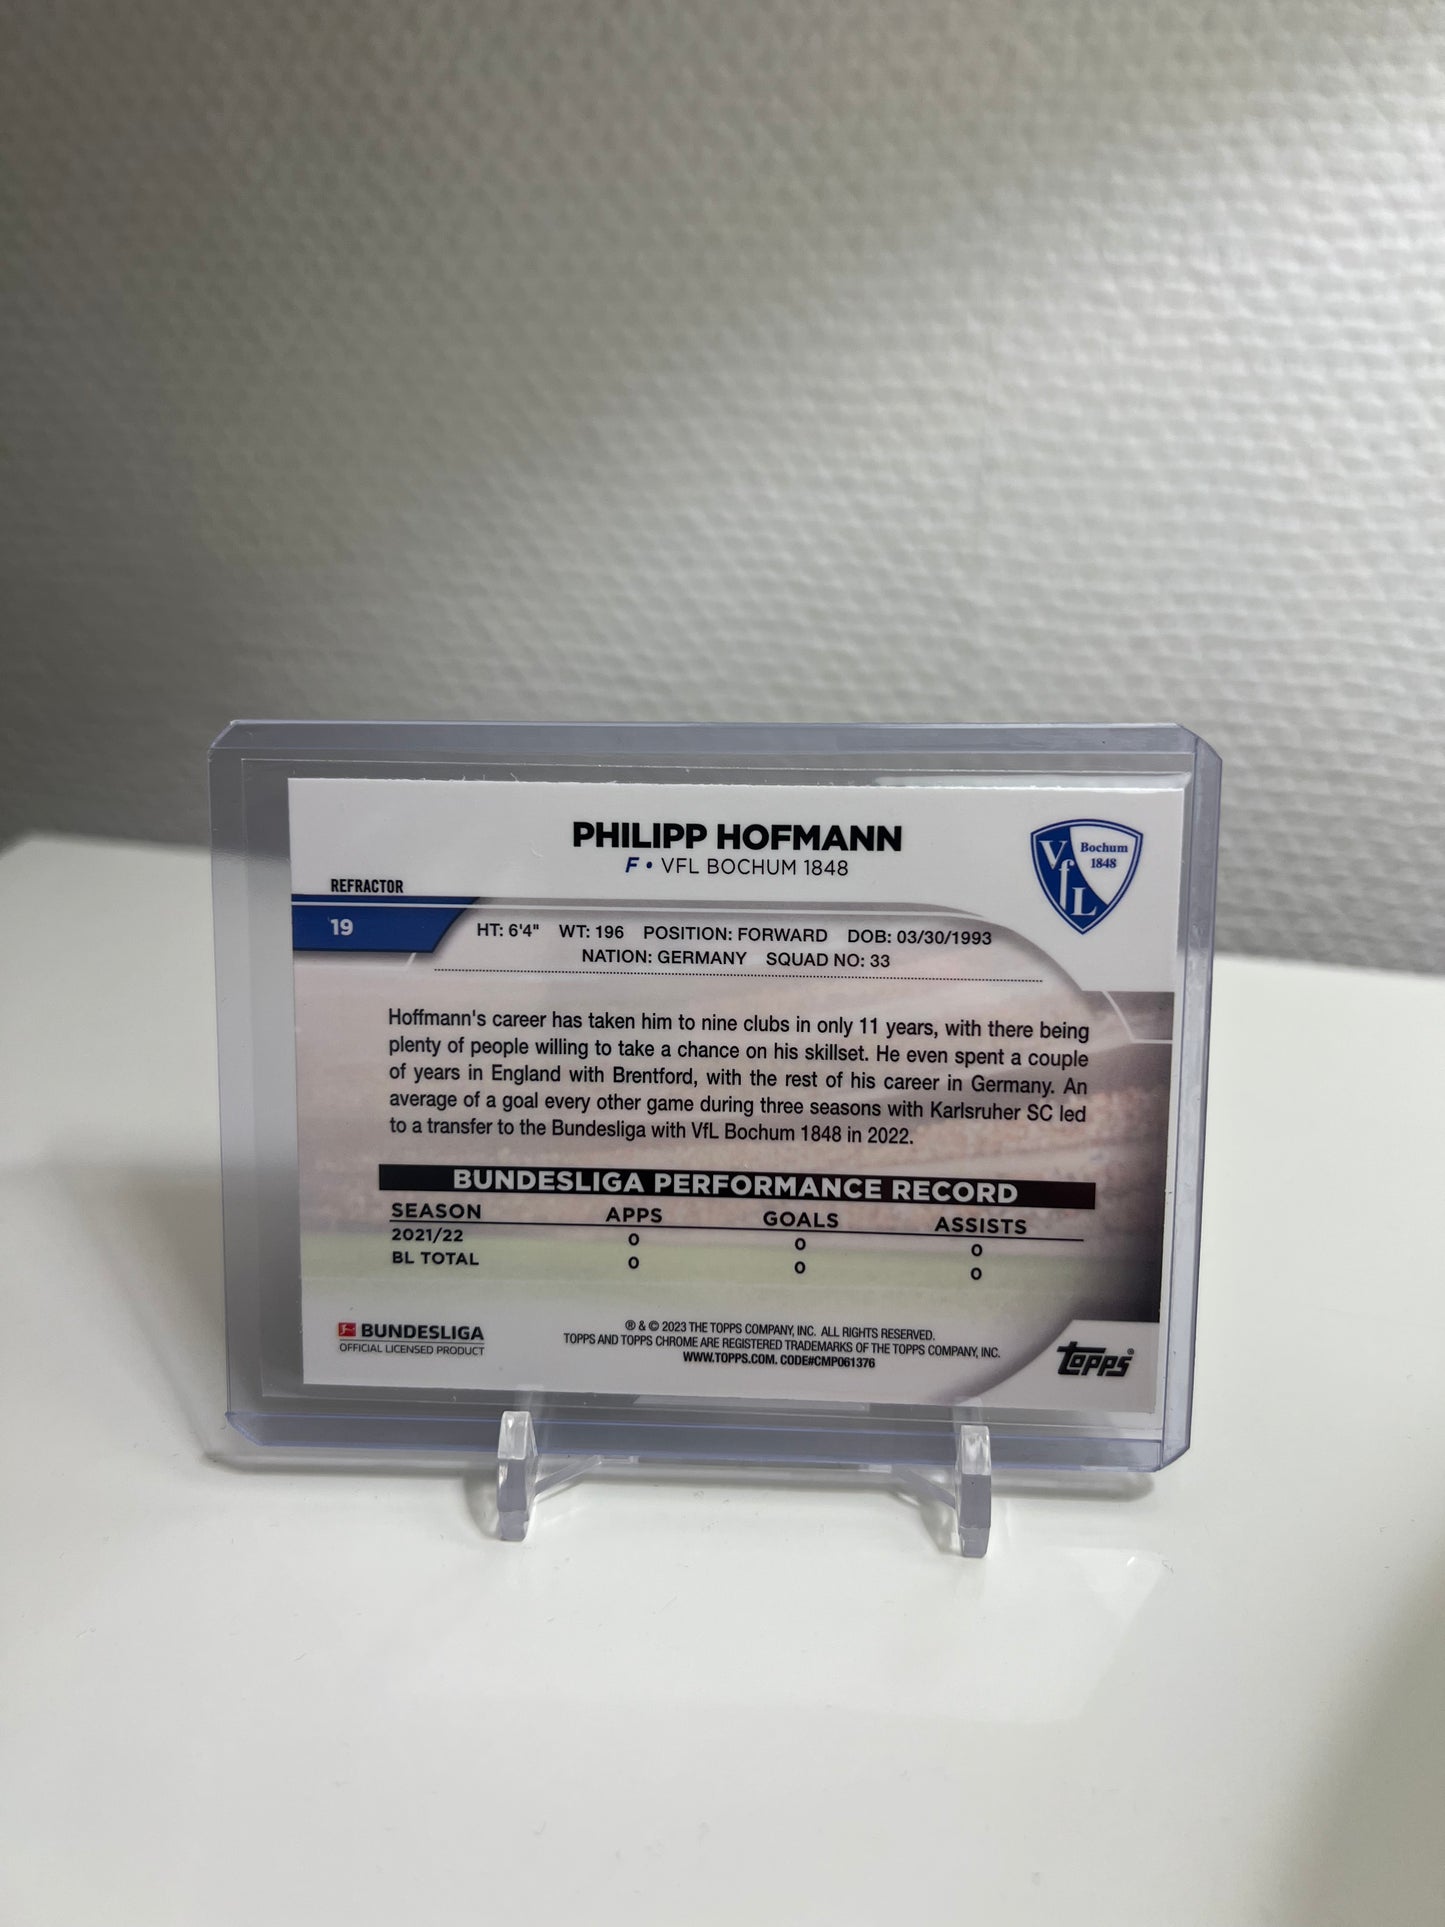 PHILIPP HOFMANN
F • VFL BOCHUM 1848
VfL Bochum
1848
REFRACTOR
19
HT: 6'4" WT: 196 POSITION: FORWARD DOB: 03/30/1993
NATION: GERMANY SQUAD NO: 33
Hoffmann's career has taken him to nine clubs in only 11 years, with there being
plenty of people willing to take a chance on his skillset. He even spent a couple
of years in England with Brentford, with the rest of his career in Germany. An
average of a goal every other game during three seasons with Karlsruher SC led
to a transfer to the Bundesliga with VfL Bochum 1848 in 2022.
BUNDESLIGA PERFORMANCE RECORD
SEASON APPS GOALS ASSISTS
2021/22 0 0 0
BL TOTAL 0 0 0
BUNDESLIGA
OFFICIAL LICENSED PRODUCT
® & © 2023 THE TOPPS COMPANY, INC. ALL RIGHTS RESERVED.
TOPPS AND TOPPS CHROME ARE REGISTERED TRADEMARKS OF THE TOPPS COMPANY, INC.
WWW.TOPPS.COM. CODE#CMP061376
topps®